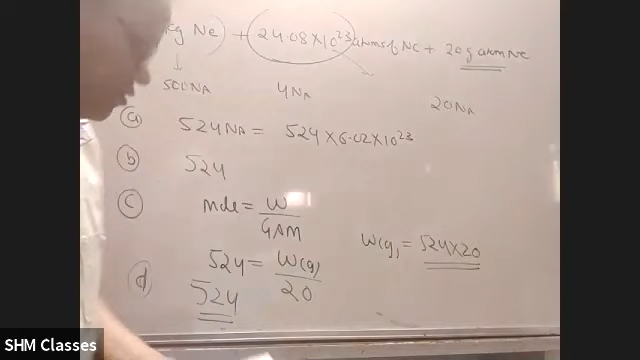 kg Ne) + 24.08×10²³ atoms of Ne + 20 g atom Ne
↓
500NA 4NA 20NA
(a) 524NA = 524×6.02×10²³
(b) 524
(c) mole = W/GAM
W(g) = 524×20
524 = W(g)/20
(d) 524
SHM Classes